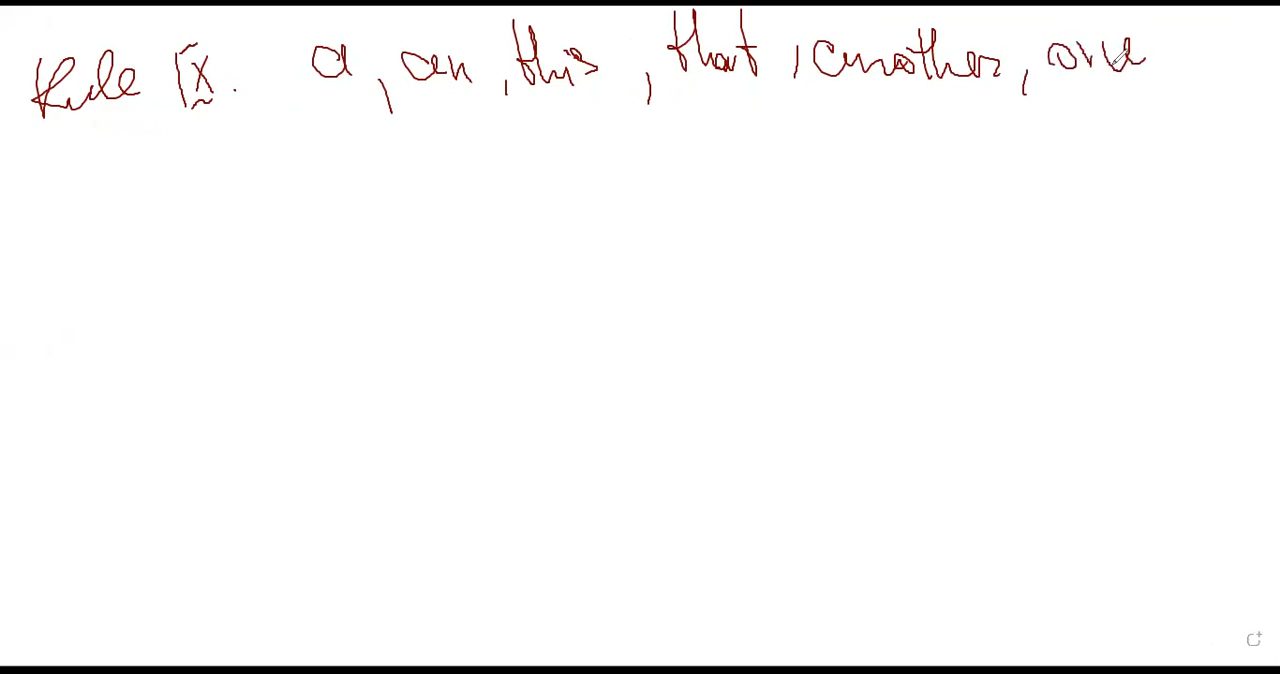 Rule IX. a, an, this, that, another, one